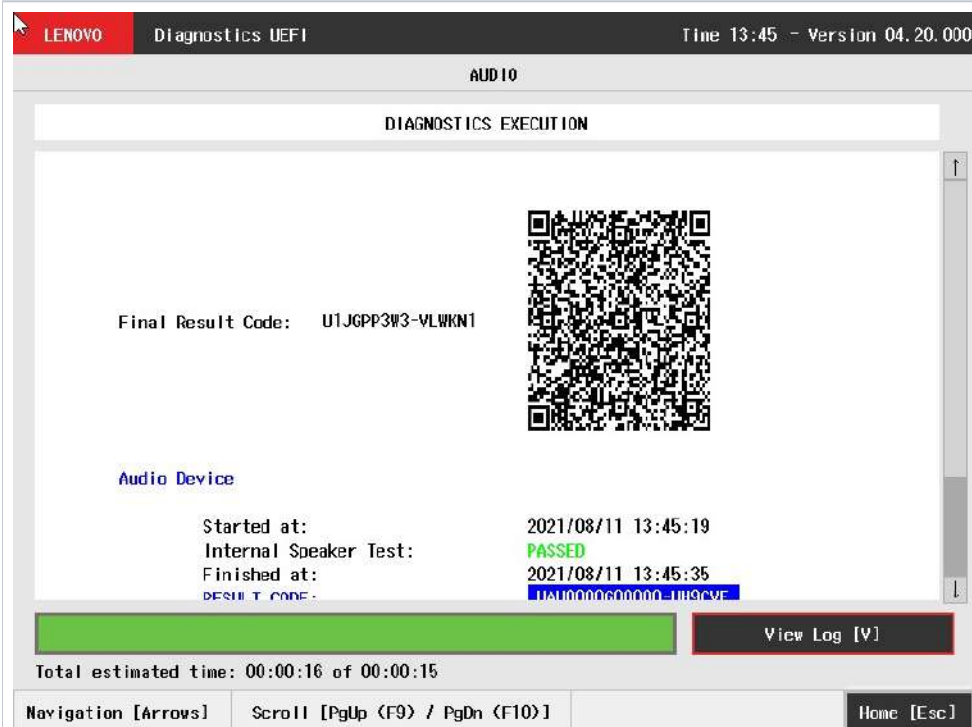 LENOVO Diagnostics UEFI Time 13:45 - Version 04.20.000
AUDIO
DIAGNOSTICS EXECUTION
↑
Final Result Code: U1JGPP3W3-VLWKN1
Audio Device
Started at: 2021/08/11 13:45:19
Internal Speaker Test: PASSED
Finished at: 2021/08/11 13:45:35
RESULT CODE:
↓
View Log [V]
Total estimated time: 00:00:16 of 00:00:15
Navigation [Arrows] Scroll [PgUp (F9) / PgDn (F10)] Home [Esc]